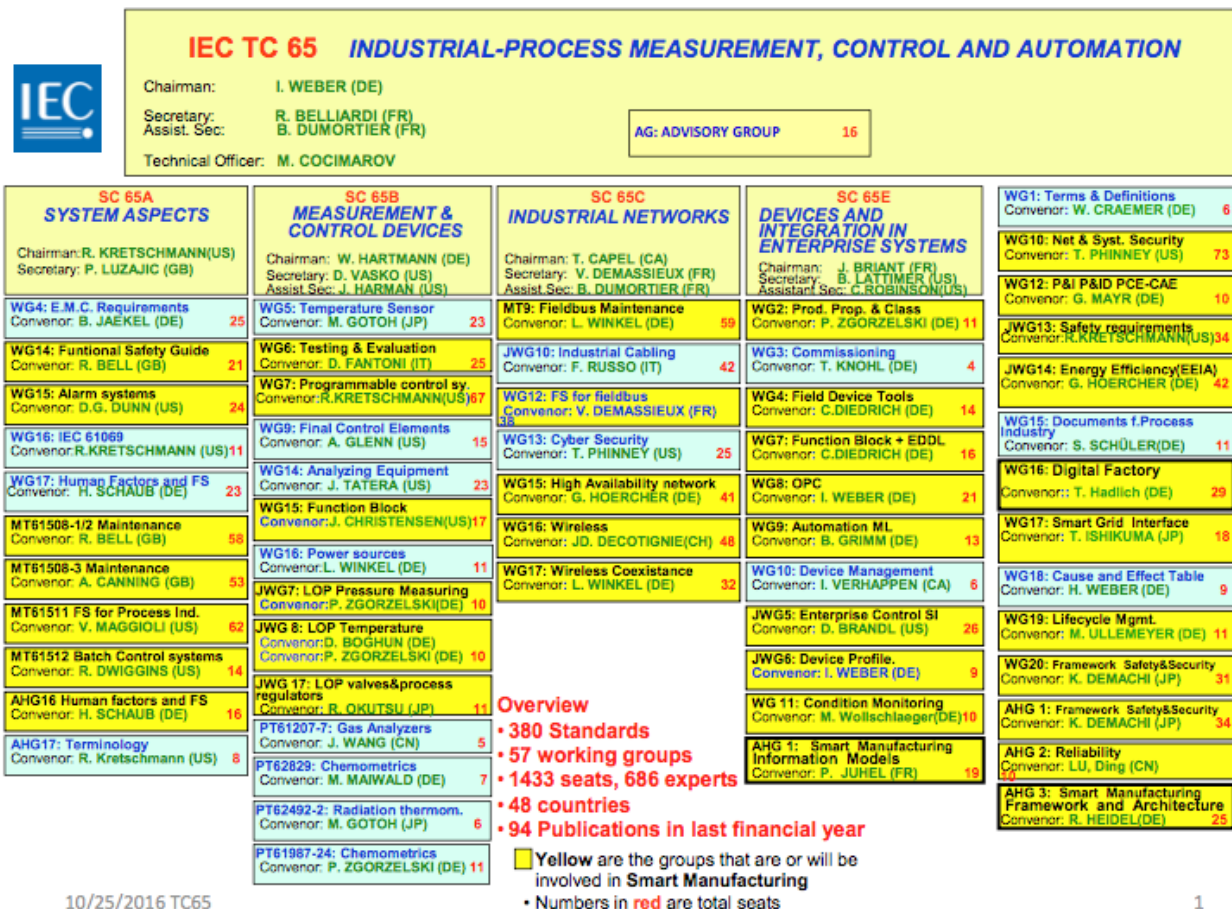 IEC TC 65 INDUSTRIAL-PROCESS MEASUREMENT, CONTROL AND AUTOMATION
IEC
Chairman: I. WEBER (DE)
Secretary: R. BELLIARDI (FR)
Assist. Sec: B. DUMORTIER (FR)
Technical Officer: M. COCIMAROV
AG: ADVISORY GROUP 16
SC 65A
SYSTEM ASPECTS
Chairman:R. KRETSCHMANN(US)
Secretary: P. LUZAJIC (GB)
WG4: E.M.C. Requirements
Convenor: B. JAEKEL (DE) 25
WG14: Funtional Safety Guide
Convenor: R. BELL (GB) 21
WG15: Alarm systems
Convenor: D.G. DUNN (US) 24
WG16: IEC 61069
Convenor:R.KRETSCHMANN (US)11
WG17: Human Factors and FS
Convenor: H. SCHAUB (DE) 23
MT61508-1/2 Maintenance
Convenor: R. BELL (GB) 58
MT61508-3 Maintenance
Convenor: A. CANNING (GB) 53
MT61511 FS for Process Ind.
Convenor: V. MAGGIOLI (US) 62
MT61512 Batch Control systems
Convenor: R. DWIGGINS (US) 14
AHG16 Human factors and FS
Convenor: H. SCHAUB (DE) 16
AHG17: Terminology
Convenor: R. Kretschmann (US) 8
SC 65B
MEASUREMENT &
CONTROL DEVICES
Chairman: W. HARTMANN (DE)
Secretary: D. VASKO (US)
Assist.Sec: J. HARMAN (US)
WG5: Temperature Sensor
Convenor: M. GOTOH (JP) 23
WG6: Testing & Evaluation
Convenor: D. FANTONI (IT) 25
WG7: Programmable control sy.
Convenor:R.KRETSCHMANN(US)67
WG9: Final Control Elements
Convenor: A. GLENN (US) 15
WG14: Analyzing Equipment
Convenor: J. TATERA (US) 23
WG15: Function Block
Convenor:J. CHRISTENSEN(US)17
WG16: Power sources
Convenor:L. WINKEL (DE) 11
JWG7: LOP Pressure Measuring
Convenor:P. ZGORZELSKI(DE) 10
JWG 8: LOP Temperature
Convenor:D. BOGHUN (DE)
Convenor:P. ZGORZELSKI (DE) 10
JWG 17: LOP valves&process
regulators
Convenor: R. OKUTSU (JP) 11
PT61207-7: Gas Analyzers
Convenor: J. WANG (CN) 5
PT62829: Chemometrics
Convenor: M. MAIWALD (DE) 7
PT62492-2: Radiation thermom.
Convenor: M. GOTOH (JP) 6
PT61987-24: Chemometrics
Convenor: P. ZGORZELSKI (DE) 11
SC 65C
INDUSTRIAL NETWORKS
Chairman: T. CAPEL (CA)
Secretary: V. DEMASSIEUX (FR)
Assist.Sec: B. DUMORTIER (FR)
MT9: Fieldbus Maintenance
Convenor: L. WINKEL (DE) 59
JWG10: Industrial Cabling
Convenor: F. RUSSO (IT) 42
WG12: FS for fieldbus
Convenor: V. DEMASSIEUX (FR)
38
WG13: Cyber Security
Convenor: T. PHINNEY (US) 25
WG15: High Availability network
Convenor: G. HOERCHER (DE) 41
WG16: Wireless
Convenor: JD. DECOTIGNIE(CH) 48
WG17: Wireless Coexistance
Convenor: L. WINKEL (DE) 32
SC 65E
DEVICES AND
INTEGRATION IN
ENTERPRISE SYSTEMS
Chairman: J. BRIANT (FR)
Secretary: B. LATTIMER (US)
Assistant Sec: C.ROBINSON(US)
WG2: Prod. Prop. & Class
Convenor: P. ZGORZELSKI (DE) 11
WG3: Commissioning
Convenor: T. KNOHL (DE) 4
WG4: Field Device Tools
Convenor: C.DIEDRICH (DE) 14
WG7: Function Block + EDDL
Convenor: C.DIEDRICH (DE) 16
WG8: OPC
Convenor: I. WEBER (DE) 21
WG9: Automation ML
Convenor: B. GRIMM (DE) 13
WG10: Device Management
Convenor: I. VERHAPPEN (CA) 6
JWG5: Enterprise Control SI
Convenor: D. BRANDL (US) 26
JWG6: Device Profile.
Convenor: I. WEBER (DE) 9
WG 11: Condition Monitoring
Convenor: M. Wollschlaeger(DE)10
AHG 1: Smart Manufacturing
Information Models
Convenor: P. JUHEL (FR) 19
WG1: Terms & Definitions
Convenor: W. CRAEMER (DE) 6
WG10: Net & Syst. Security
Convenor: T. PHINNEY (US) 73
WG12: P&I P&ID PCE-CAE
Convenor: G. MAYR (DE) 10
JWG13: Safety requirements
Convenor:R.KRETSCHMANN(US)34
JWG14: Energy Efficiency(EEIA)
Convenor: G. HOERCHER (DE) 42
WG15: Documents f.Process
Industry
Convenor: S. SCHÜLER(DE) 11
WG16: Digital Factory
Convenor:: T. Hadlich (DE) 29
WG17: Smart Grid Interface
Convenor: T. ISHIKUMA (JP) 18
WG18: Cause and Effect Table
Convenor: H. WEBER (DE) 9
WG19: Lifecycle Mgmt.
Convenor: M. ULLEMEYER (DE) 11
WG20: Framework Safety&Security
Convenor: K. DEMACHI (JP) 31
AHG 1: Framework Safety&Security
Convenor: K. DEMACHI (JP) 34
AHG 2: Reliability
Convenor: LU, Ding (CN)
10
AHG 3: Smart Manufacturing
Framework and Architecture
Convenor: R. HEIDEL(DE) 25
Overview
• 380 Standards
• 57 working groups
• 1433 seats, 686 experts
• 48 countries
• 94 Publications in last financial year
Yellow are the groups that are or will be
involved in Smart Manufacturing
• Numbers in red are total seats
10/25/2016 TC65
1